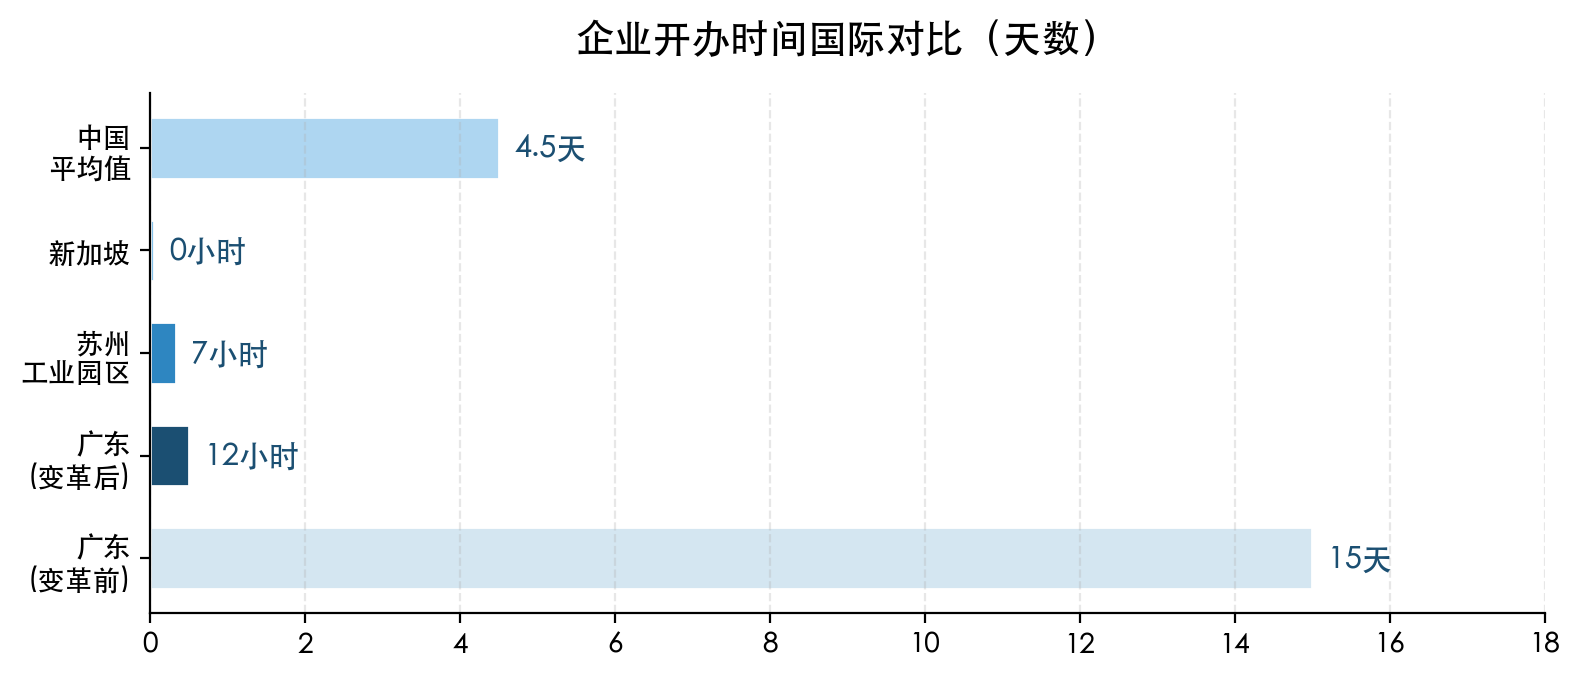 企业开办时间国际对比（天数）
中国
平均值
4.5天
新加坡
0小时
苏州
工业园区
7小时
广东
(变革后)
12小时
广东
(变革前)
15天
0 2 4 6 8 10 12 14 16 18